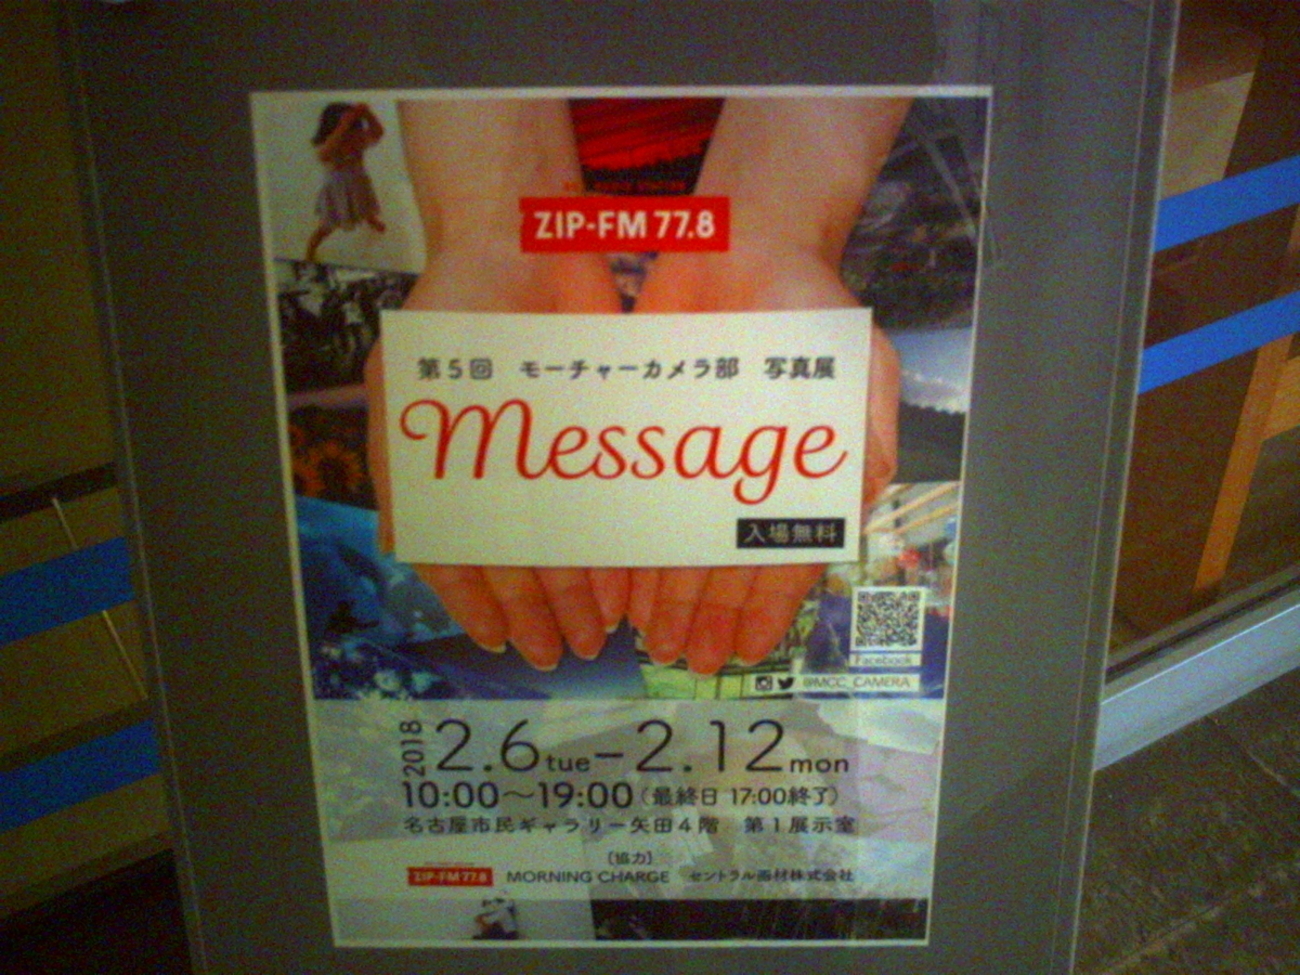 ZIP-FM 77.8
第5回 モーチャーカメラ部 写真展
Message
入場無料
Facebook
@MCC_CAMERA
2018 2.6 tue－2.12 mon
10:00～19:00（最終日 17:00終了）
名古屋市民ギャラリー矢田4階 第1展示室
［協力］
ZIP-FM 77.8 MORNING CHARGE セントラル画材株式会社